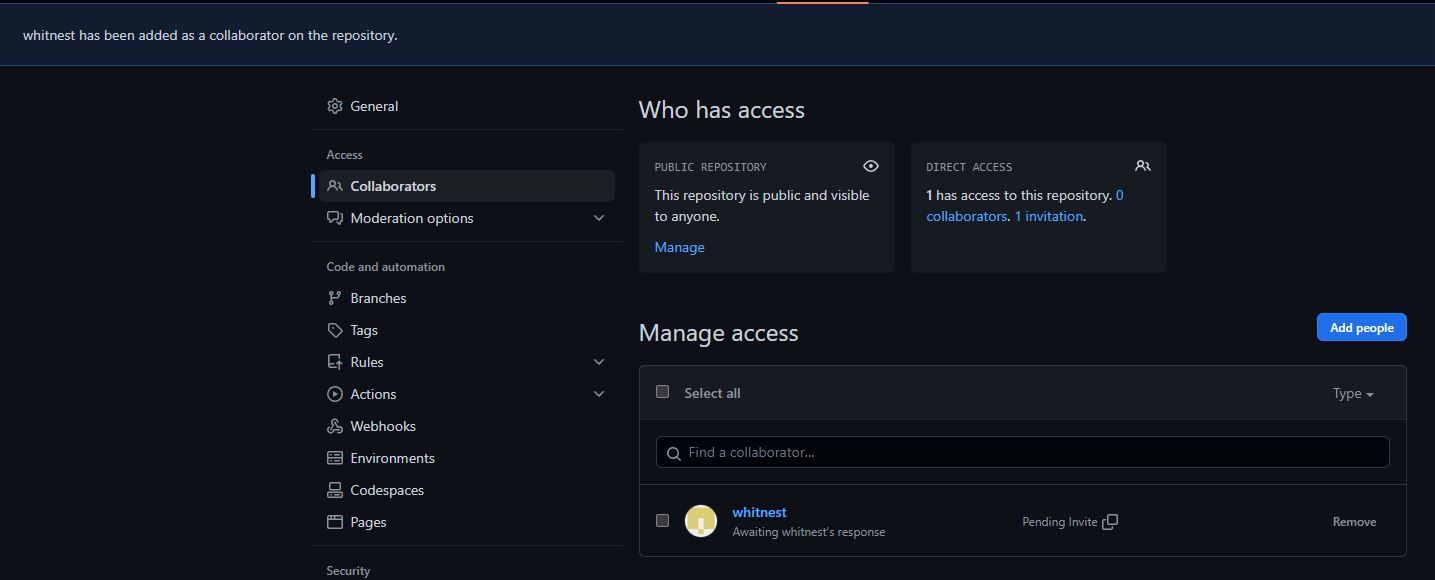 whitnest has been added as a collaborator on the repository.
General
Access
Collaborators
Moderation options
Code and automation
Branches
Tags
Rules
Actions
Webhooks
Environments
Codespaces
Pages
Security
Who has access
PUBLIC REPOSITORY
This repository is public and visible
to anyone.
Manage
DIRECT ACCESS
1 has access to this repository. 0
collaborators. 1 invitation.
Manage access
Add people
Select all
Type
Find a collaborator...
whitnest
Awaiting whitnest's response
Pending Invite
Remove